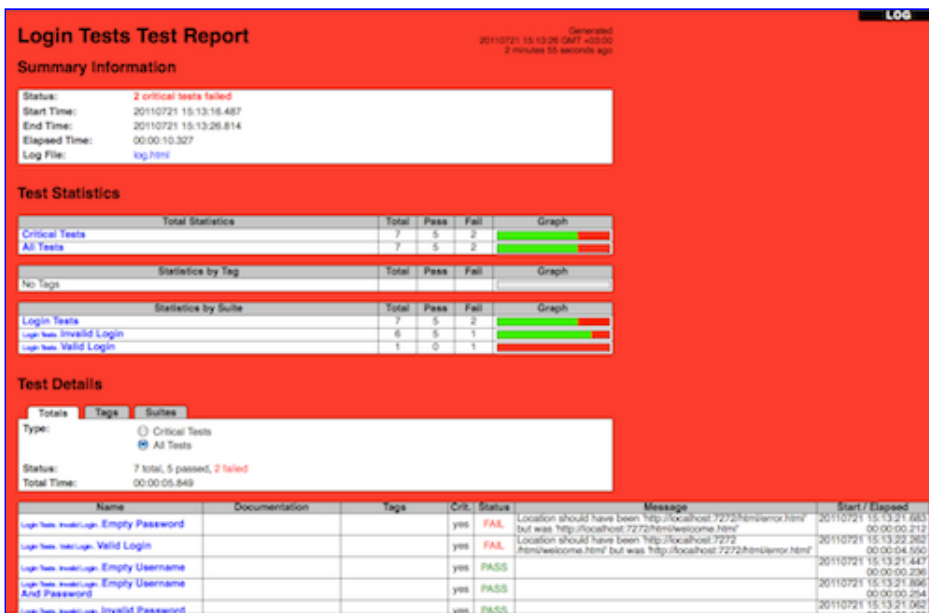 LOG
Login Tests Test Report
Generated
20110721 15:13:26 GMT +03:00
2 minutes 55 seconds ago
Summary Information
Status: 2 critical tests failed
Start Time: 20110721 15:13:16.487
End Time: 20110721 15:13:26.814
Elapsed Time: 00:00:10.327
Log File: log.html
Test Statistics
Total Statistics Total Pass Fail Graph
Critical Tests 7 5 2
All Tests 7 5 2
Statistics by Tag Total Pass Fail Graph
No Tags
Statistics by Suite Total Pass Fail Graph
Login Tests 7 5 2
Login Tests. Invalid Login 6 5 1
Login Tests. Valid Login 1 0 1
Test Details
Totals Tags Suites
Type: Critical Tests
All Tests
Status: 7 total, 5 passed, 2 failed
Total Time: 00:00:05.849
Name Documentation Tags Crit. Status Message Start / Elapsed
Login Tests. Invalid Login. Empty Password yes FAIL Location should have been 'http://localhost:7272/html/error.html' 20110721 15:13:21.683
but was 'http://localhost:7272/html/welcome.html' 00:00:00.212
Login Tests. Valid Login. Valid Login yes FAIL Location should have been 'http://localhost:7272 20110721 15:13:22.262
/html/welcome.html' but was 'http://localhost:7272/html/error.html' 00:00:04.550
Login Tests. Invalid Login. Empty Username yes PASS 20110721 15:13:21.447
00:00:00.236
Login Tests. Invalid Login. Empty Username yes PASS 20110721 15:13:21.896
And Password 00:00:00.254
Login Tests. Invalid Login. Invalid Password yes PASS 20110721 15:13:21.062